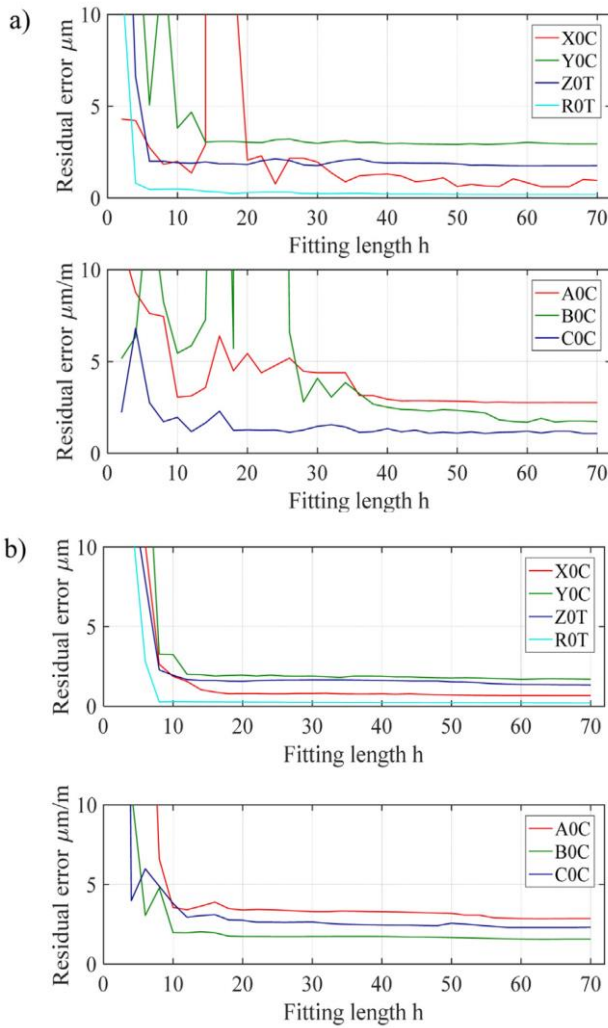 a)
10
5
0
Residual error μm
X0C
Y0C
Z0T
R0T
0 10 20 30 40 50 60 70
Fitting length h
10
5
0
Residual error μm/m
A0C
B0C
C0C
0 10 20 30 40 50 60 70
Fitting length h
b)
10
5
0
Residual error μm
X0C
Y0C
Z0T
R0T
0 10 20 30 40 50 60 70
Fitting length h
10
5
0
Residual error μm/m
A0C
B0C
C0C
0 10 20 30 40 50 60 70
Fitting length h